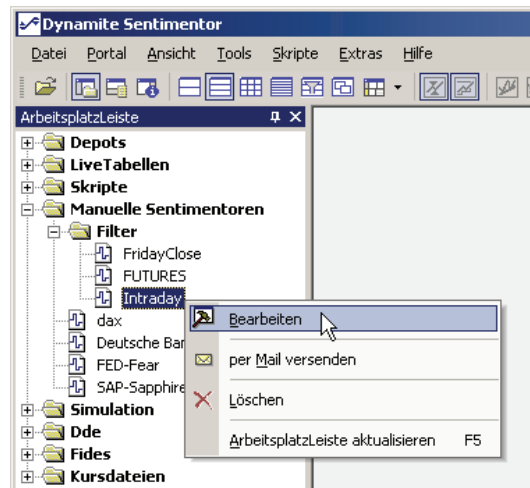 Dynamite Sentimentor
Datei Portal Ansicht Tools Skripte Extras Hilfe
ArbeitsplatzLeiste
Depots
LiveTabellen
Skripte
Manuelle Sentimentoren
Filter
FridayClose
FUTURES
Intraday
Bearbeiten
dax
Deutsche Bar
per Mail versenden
FED-Fear
SAP-Sapphire
Löschen
Simulation
Dde
ArbeitsplatzLeiste aktualisieren F5
Fides
Kursdateien